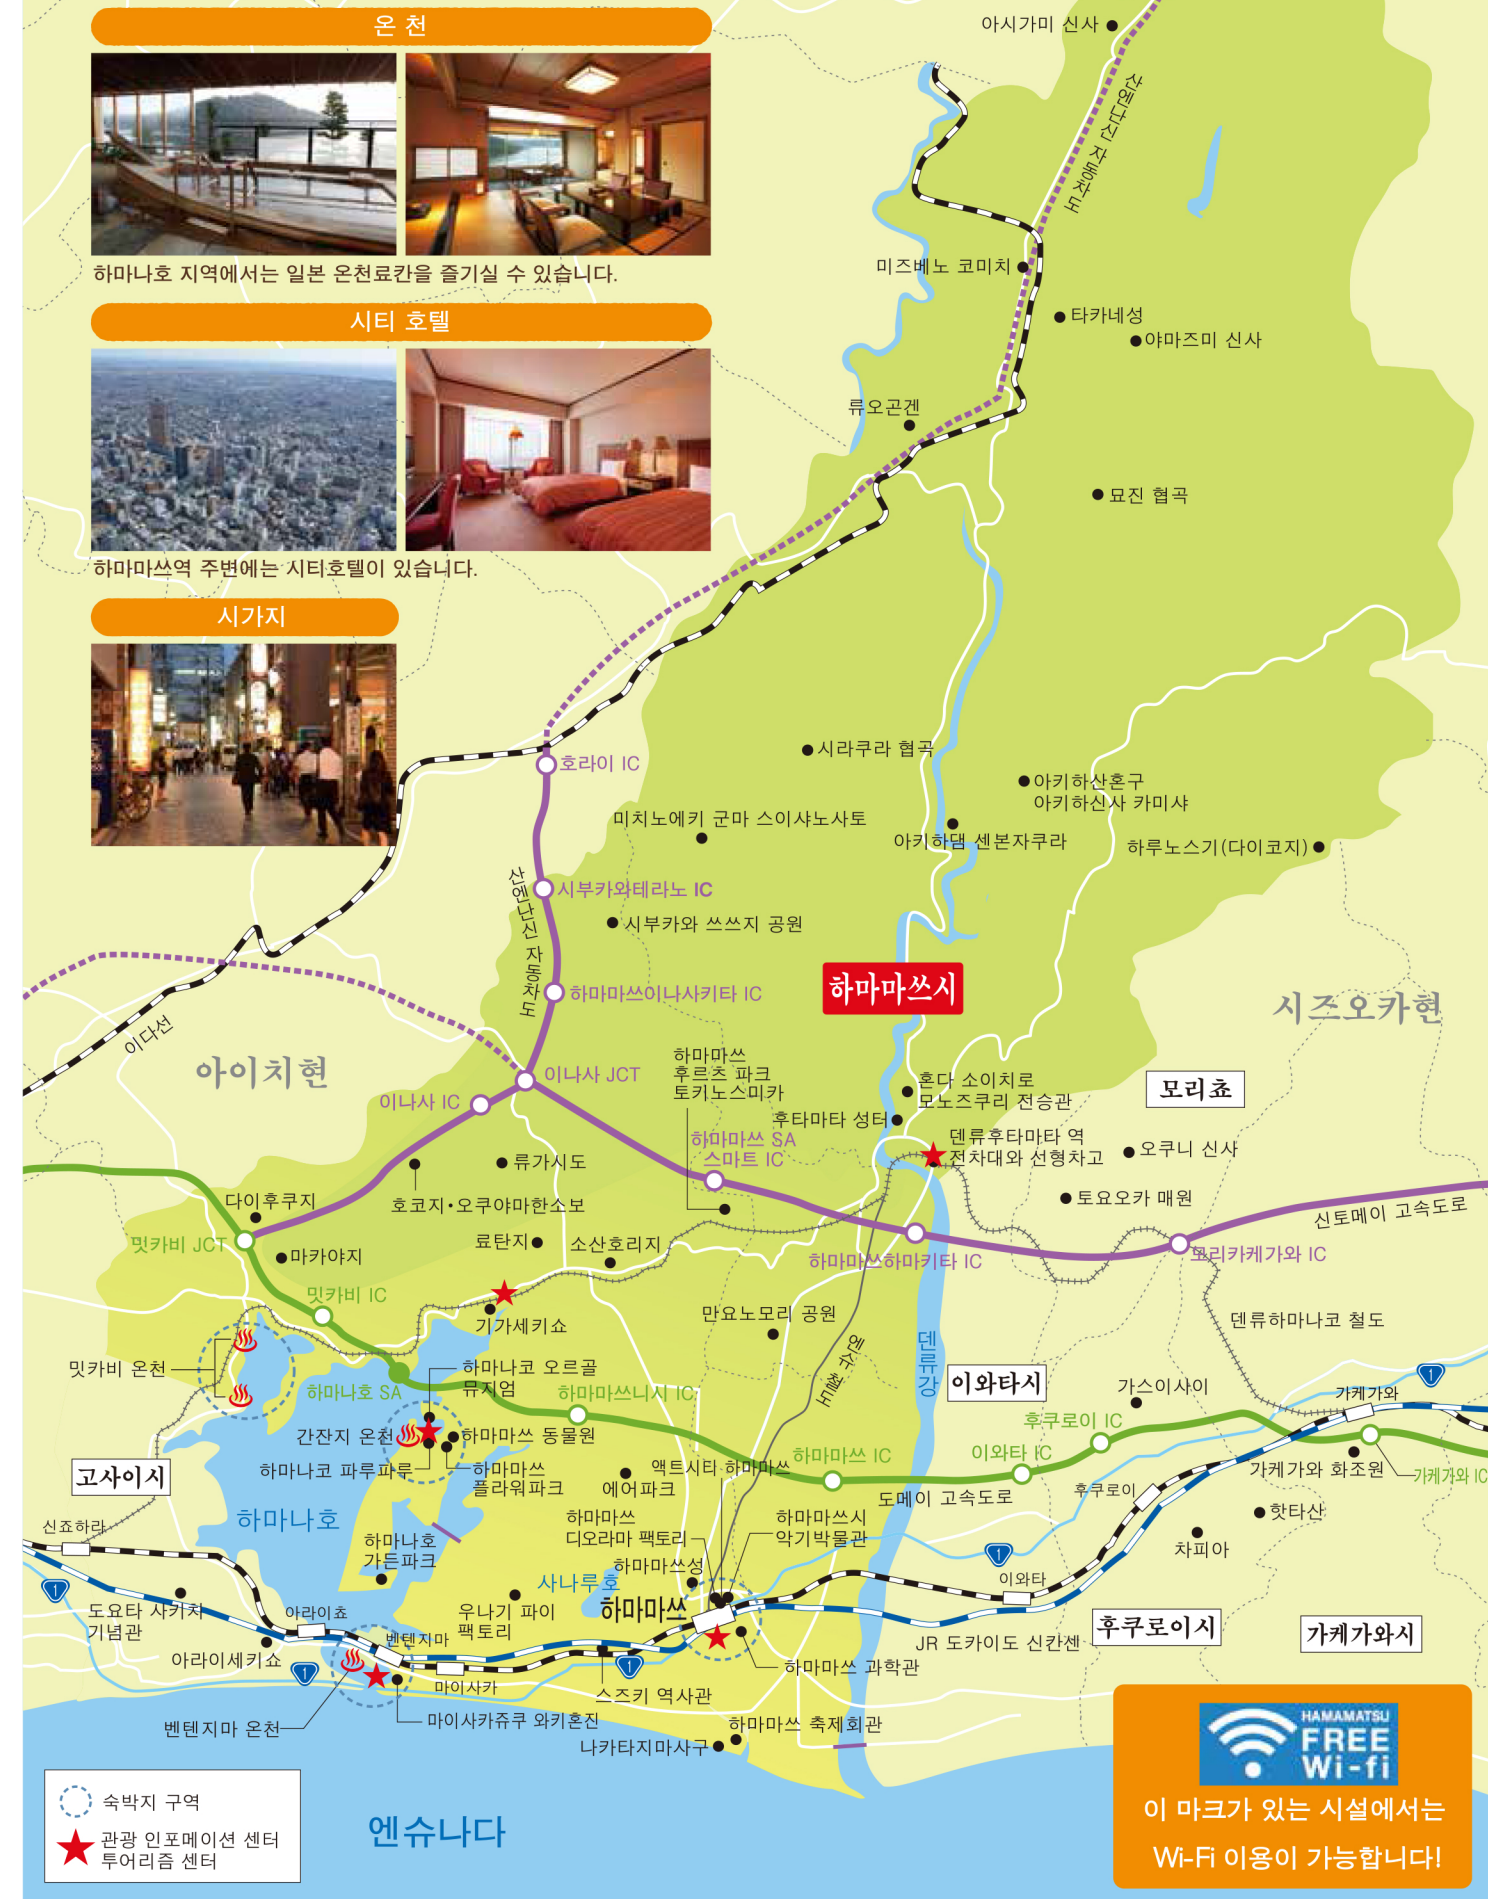 온 천
하마나호 지역에서는 일본 온천료칸을 즐기실 수 있습니다.
시티 호텔
하마마쓰역 주변에는 시티호텔이 있습니다.
시가지
아시가미 신사
산엔난신 자동차도
미즈베노 코미치
타카네성
야마즈미 신사
류오곤겐
묘진 협곡
호라이 IC
시라쿠라 협곡
아키하산혼구
아키하신사 카미샤
미치노에키 군마 스이샤노사토
아키하댐 센본자쿠라
하루노스기(다이코지)
산엔난신 자동차도
시부카와테라노 IC
시부카와 쓰쓰지 공원
하마마쓰이나사키타 IC
하마마쓰시
시즈오카현
이다선
아이치현
이나사 JCT
이나사 IC
하마마쓰
후르츠 파크
토키노스미카
혼다 소이치로
모노즈쿠리 전승관
후타마타 성터
모리쵸
하마마쓰 SA
스마트 IC
덴류후타마타 역
전차대와 선형차고
오쿠니 신사
류가시도
호코지·오쿠야마한소보
토요오카 매원
신토메이 고속도로
다이후쿠지
밋카비 JCT
마카야지
료탄지
소산호리지
하마마쓰하마키타 IC
모리카케가와 IC
밋카비 IC
기가세키쇼
만요노모리 공원
엔슈 철도
덴류강
덴류하마나코 철도
밋카비 온천
하마나호 SA
하마나코 오르골
뮤지엄
하마마쓰니시 IC
이와타시
가스이사이
가케가와
1
간잔지 온천
하마마쓰 동물원
후쿠로이 IC
이와타 IC
하마마쓰 IC
고사이시
하마나코 파루파루
하마마쓰
플라워파크
에어파크
액트시티 하마마쓰
도메이 고속도로
후쿠로이
가케가와 화조원
가케가와 IC
하마나호
신죠하라
하마나호
가든파크
하마마쓰
디오라마 팩토리
하마마쓰시
악기박물관
핫타산
차피아
1
하마마쓰성
사나루호
하마마쓰
이와타
1
도요타 사키치
기념관
아라이쵸
우나기 파이
팩토리
벤텐지마
아라이세키쇼
1
마이사카
1
스즈키 역사관
하마마쓰 과학관
JR 도카이도 신칸센
후쿠로이시
가케가와시
벤텐지마 온천
마이사카쥬쿠 와키혼진
하마마쓰 축제회관
나카타지마사구
엔슈나다
숙박지 구역
관광 인포메이션 센터
투어리즘 센터
HAMAMATSU
FREE
Wi-fi
이 마크가 있는 시설에서는
Wi-Fi 이용이 가능합니다!